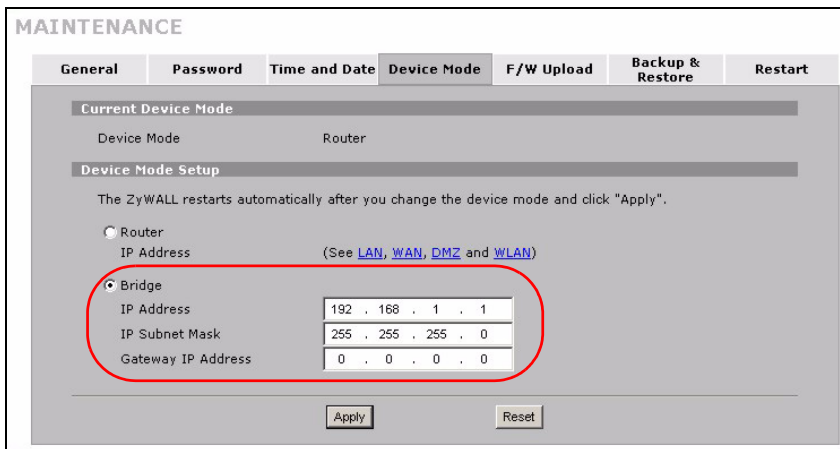 MAINTENANCE
General Password Time and Date Device Mode F/W Upload Backup & Restore Restart
Current Device Mode
Device Mode Router
Device Mode Setup
The ZyWALL restarts automatically after you change the device mode and click "Apply".
Router
IP Address (See LAN, WAN, DMZ and WLAN)
Bridge
IP Address 192 . 168 . 1 . 1
IP Subnet Mask 255 . 255 . 255 . 0
Gateway IP Address 0 . 0 . 0 . 0
Apply Reset